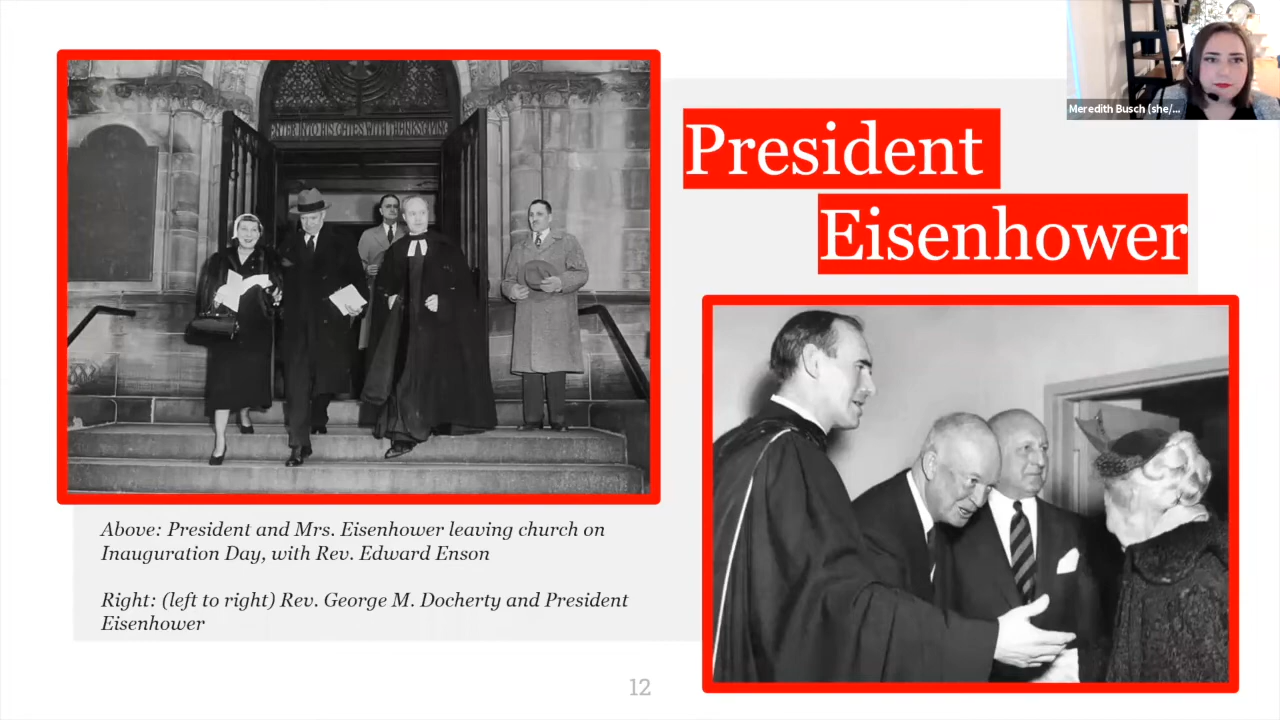 Meredith Busch (she/...
President
Eisenhower
ENTER INTO HIS GATES WITH THANKSGIVING
Above: President and Mrs. Eisenhower leaving church on
Inauguration Day, with Rev. Edward Enson
Right: (left to right) Rev. George M. Docherty and President
Eisenhower
12